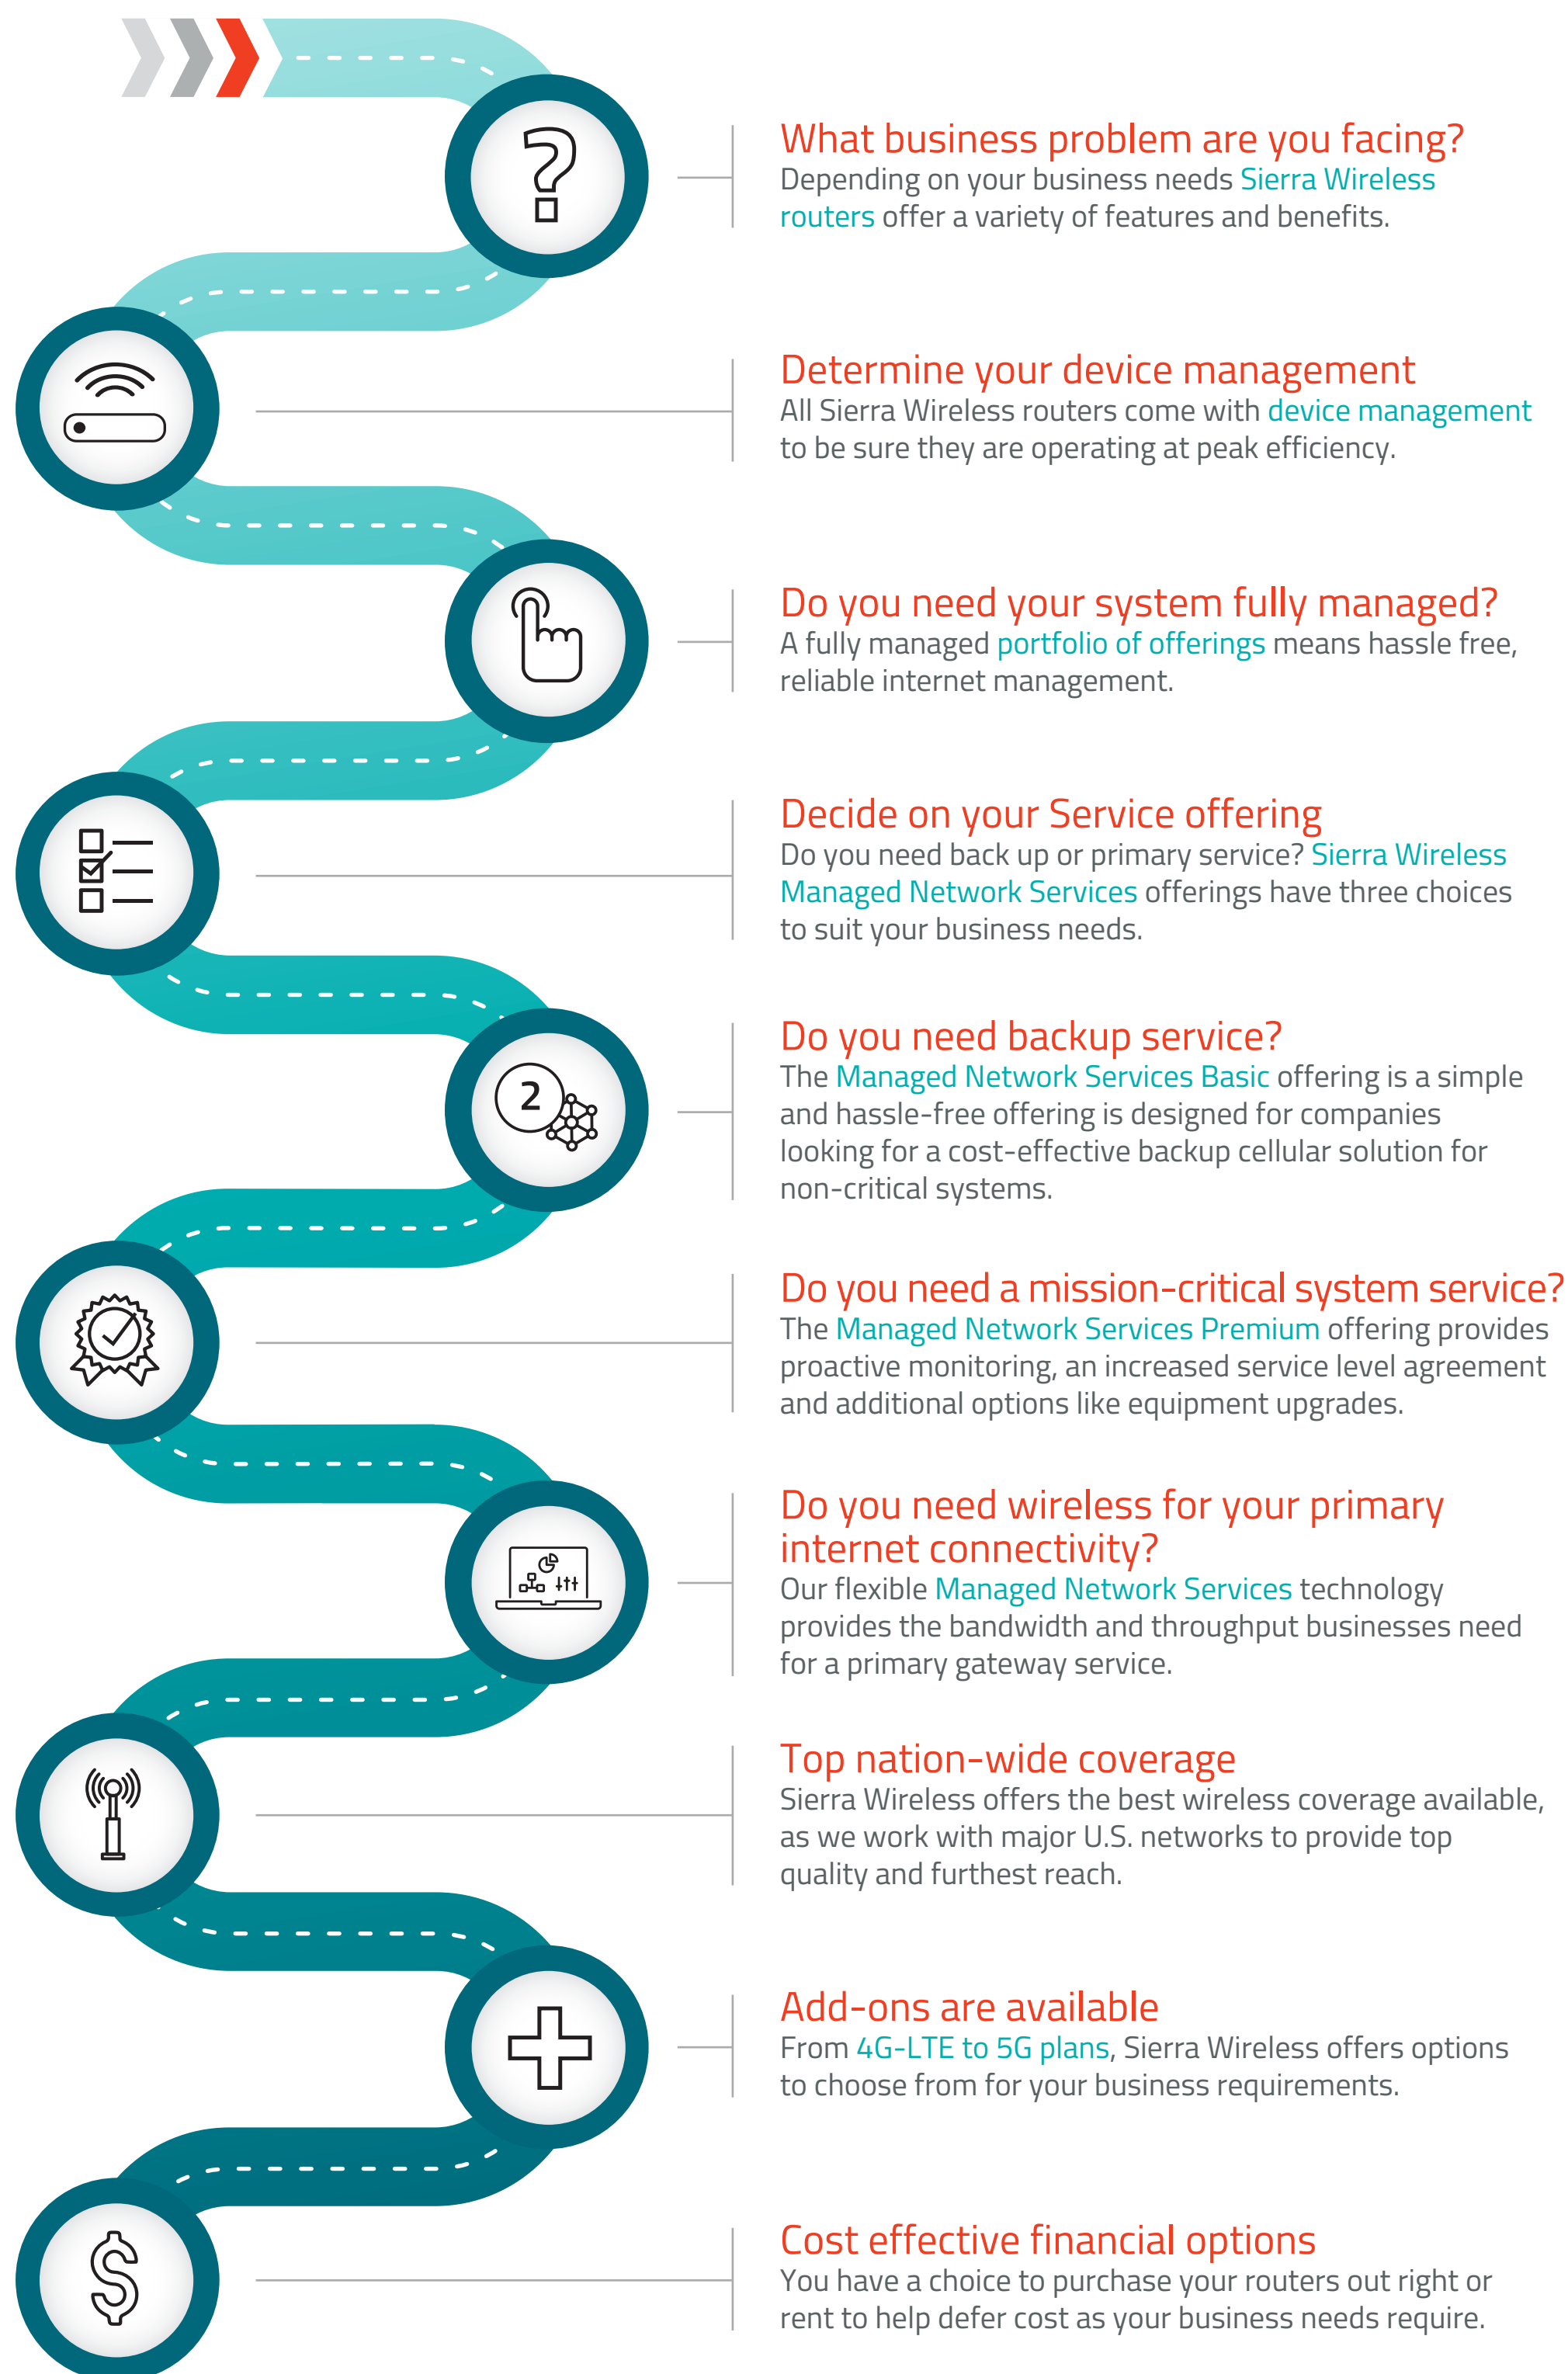 What business problem are you facing?
Depending on your business needs Sierra Wireless
routers offer a variety of features and benefits.
Determine your device management
All Sierra Wireless routers come with device management
to be sure they are operating at peak efficiency.
Do you need your system fully managed?
A fully managed portfolio of offerings means hassle free,
reliable internet management.
Decide on your Service offering
Do you need back up or primary service? Sierra Wireless
Managed Network Services offerings have three choices
to suit your business needs.
2
Do you need backup service?
The Managed Network Services Basic offering is a simple
and hassle-free offering is designed for companies
looking for a cost-effective backup cellular solution for
non-critical systems.
Do you need a mission-critical system service?
The Managed Network Services Premium offering provides
proactive monitoring, an increased service level agreement
and additional options like equipment upgrades.
Do you need wireless for your primary
internet connectivity?
Our flexible Managed Network Services technology
provides the bandwidth and throughput businesses need
for a primary gateway service.
Top nation-wide coverage
Sierra Wireless offers the best wireless coverage available,
as we work with major U.S. networks to provide top
quality and furthest reach.
Add-ons are available
From 4G-LTE to 5G plans, Sierra Wireless offers options
to choose from for your business requirements.
Cost effective financial options
You have a choice to purchase your routers out right or
rent to help defer cost as your business needs require.